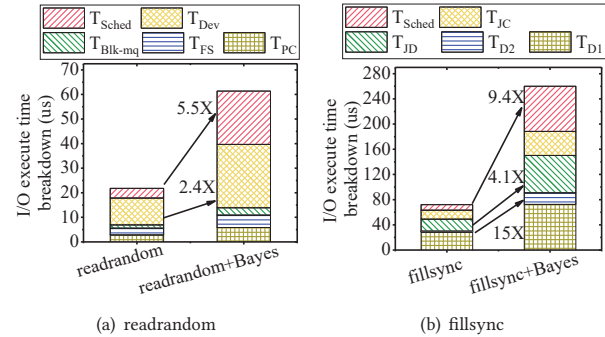 T_Sched T_Dev
T_Blk-mq T_FS T_PC
I/O execute time
breakdown (us)
70
60
50
40
30
20
10
0
5.5X
2.4X
readrandom
readrandom+Bayes
(a) readrandom
T_Sched T_JC
T_JD T_D2 T_D1
I/O execute time
breakdown (us)
280
240
200
160
120
80
40
0
9.4X
4.1X
15X
fillsync
fillsync+Bayes
(b) fillsync